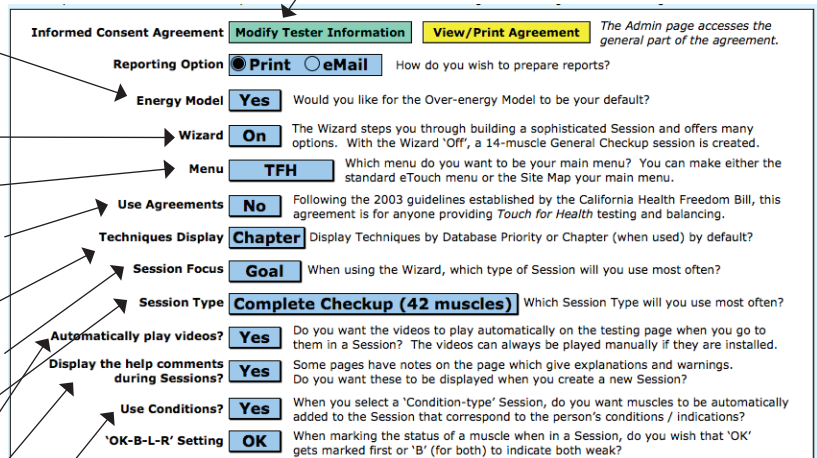 Informed Consent Agreement Modify Tester Information View/Print Agreement The Admin page accesses the
general part of the agreement.
Reporting Option Print eMail How do you wish to prepare reports?
Energy Model Yes Would you like for the Over-energy Model to be your default?
Wizard On The Wizard steps you through building a sophisticated Session and offers many
options. With the Wizard 'Off', a 14-muscle General Checkup session is created.
Menu TFH Which menu do you want to be your main menu? You can make either the
standard eTouch menu or the Site Map your main menu.
Use Agreements No Following the 2003 guidelines established by the California Health Freedom Bill, this
agreement is for anyone providing Touch for Health testing and balancing.
Techniques Display Chapter Display Techniques by Database Priority or Chapter (when used) by default?
Session Focus Goal When using the Wizard, which type of Session will you use most often?
Session Type Complete Checkup (42 muscles) Which Session Type will you use most often?
Automatically play videos? Yes Do you want the videos to play automatically on the testing page when you go to
them in a Session? The videos can always be played manually if they are installed.
Display the help comments
during Sessions? Yes Some pages have notes on the page which give explanations and warnings.
Do you want these to be displayed when you create a new Session?
Use Conditions? Yes When you select a 'Condition-type' Session, do you want muscles to be automatically
added to the Session that correspond to the person's conditions / indications?
'OK-B-L-R' Setting OK When marking the status of a muscle when in a Session, do you wish that 'OK'
gets marked first or 'B' (for both) to indicate both weak?